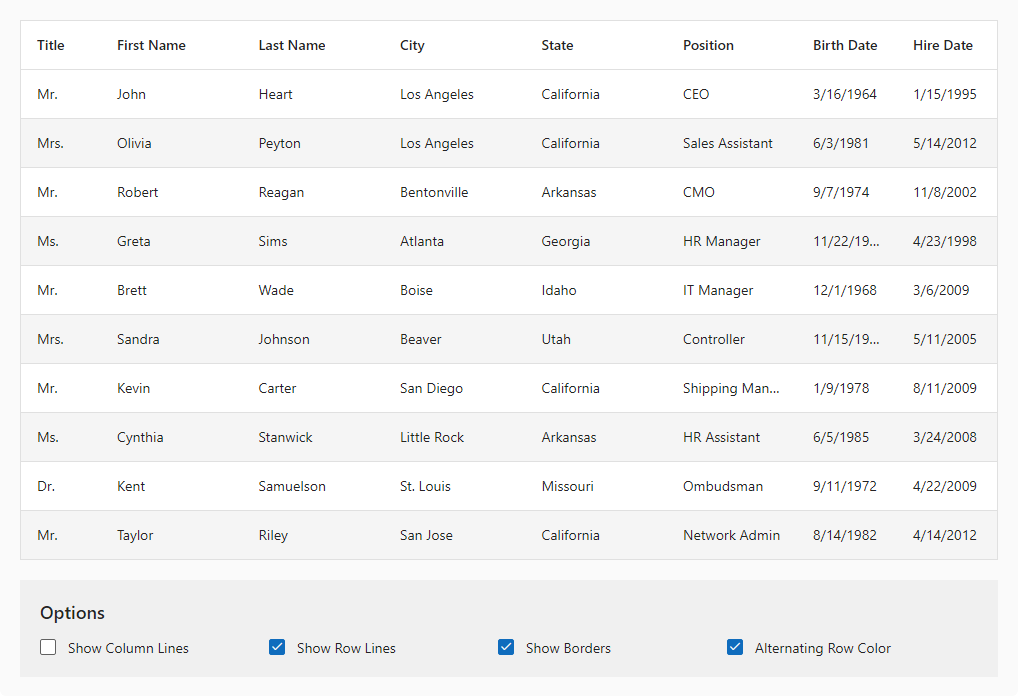 Title First Name Last Name City State Position Birth Date Hire Date
Mr. John Heart Los Angeles California CEO 3/16/1964 1/15/1995
Mrs. Olivia Peyton Los Angeles California Sales Assistant 6/3/1981 5/14/2012
Mr. Robert Reagan Bentonville Arkansas CMO 9/7/1974 11/8/2002
Ms. Greta Sims Atlanta Georgia HR Manager 11/22/19... 4/23/1998
Mr. Brett Wade Boise Idaho IT Manager 12/1/1968 3/6/2009
Mrs. Sandra Johnson Beaver Utah Controller 11/15/19... 5/11/2005
Mr. Kevin Carter San Diego California Shipping Man... 1/9/1978 8/11/2009
Ms. Cynthia Stanwick Little Rock Arkansas HR Assistant 6/5/1985 3/24/2008
Dr. Kent Samuelson St. Louis Missouri Ombudsman 9/11/1972 4/22/2009
Mr. Taylor Riley San Jose California Network Admin 8/14/1982 4/14/2012
Options
Show Column Lines Show Row Lines Show Borders Alternating Row Color